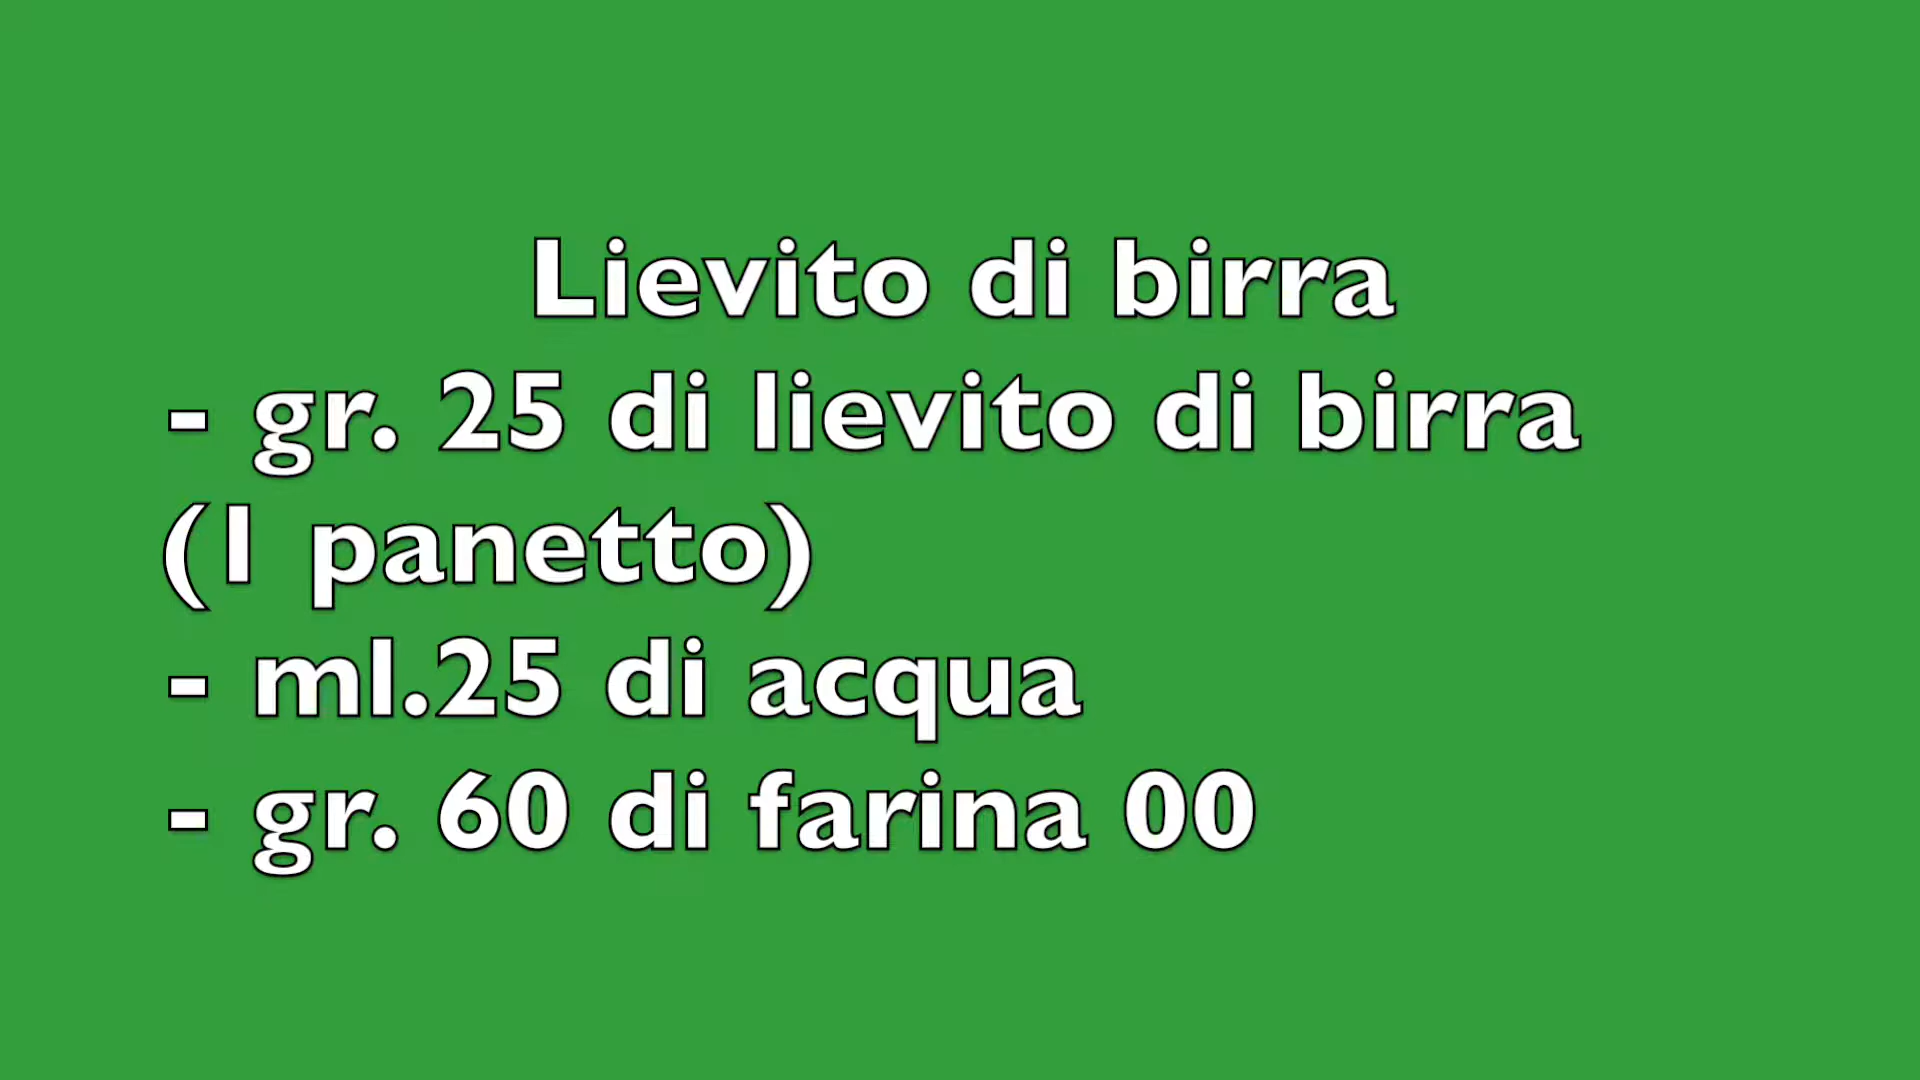 Lievito di birra
- gr. 25 di lievito di birra
(1 panetto)
- ml.25 di acqua
- gr. 60 di farina 00